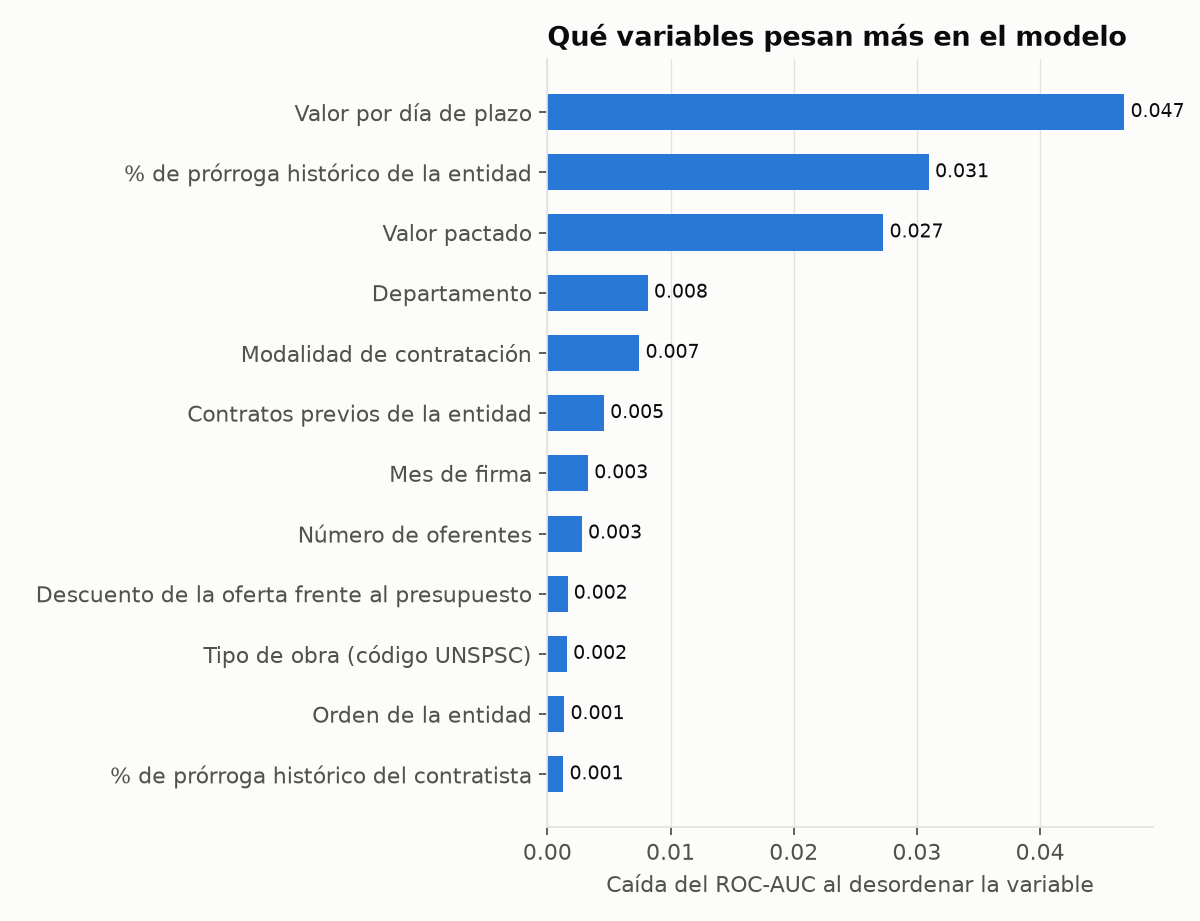 Qué variables pesan más en el modelo
Valor por día de plazo 0.047
% de prórroga histórico de la entidad 0.031
Valor pactado 0.027
Departamento 0.008
Modalidad de contratación 0.007
Contratos previos de la entidad 0.005
Mes de firma 0.003
Número de oferentes 0.003
Descuento de la oferta frente al presupuesto 0.002
Tipo de obra (código UNSPSC) 0.002
Orden de la entidad 0.001
% de prórroga histórico del contratista 0.001
0.00 0.01 0.02 0.03 0.04
Caída del ROC-AUC al desordenar la variable